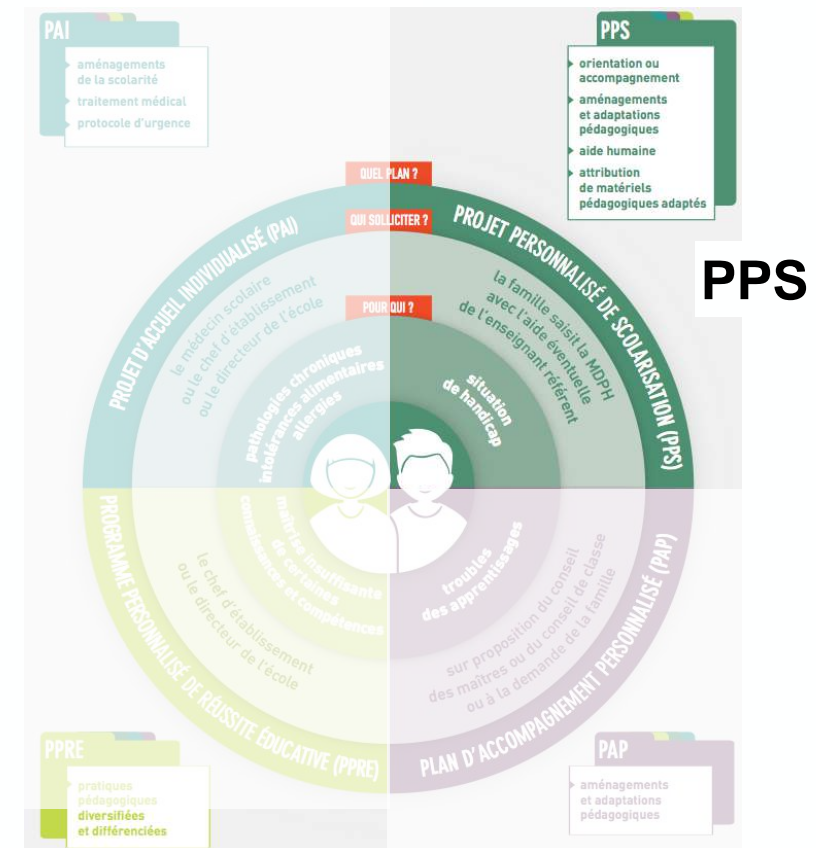 PAI
aménagements
de la scolarité
traitement médical
protocole d'urgence
PPS
orientation ou
accompagnement
aménagements
et adaptations
pédagogiques
aide humaine
attribution
de matériels
pédagogiques adaptés
PPS
QUEL PLAN ?
QUI SOLLICITER ?
POUR QUI ?
PROJET D'ACCUEIL INDIVIDUALISÉ (PAI)
le médecin scolaire
ou le chef d'établissement
ou le directeur de l'école
pathologies chroniques
intolérances alimentaires
allergies
PROJET PERSONNALISÉ DE SCOLARISATION (PPS)
la famille saisit la MDPH
avec l'aide éventuelle
de l'enseignant référent
situation
de handicap
maîtrise insuffisante
de certaines
connaissances et compétences
le chef d'établissement
ou le directeur de l'école
PROGRAMME PERSONNALISÉ DE RÉUSSITE ÉDUCATIVE (PPRE)
troubles
des apprentissages
sur proposition du conseil
des maîtres ou du conseil de classe
ou à la demande de la famille
PLAN D'ACCOMPAGNEMENT PERSONNALISÉ (PAP)
PPRE
pratiques
pédagogiques
diversifiées
et différenciées
PAP
aménagements
et adaptations
pédagogiques